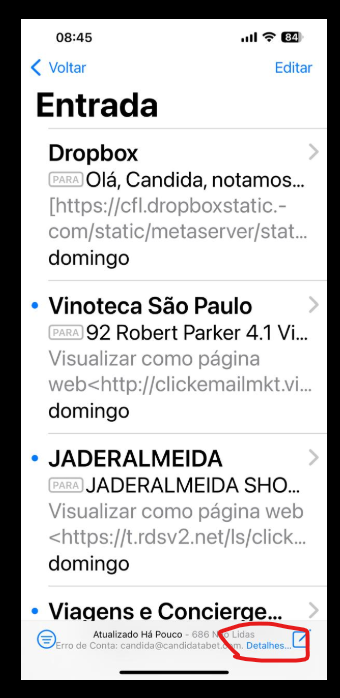 08:45
84
Voltar
Editar
Entrada
Dropbox
PARA Olá, Candida, notamos...
[https://cfl.dropboxstatic.-
com/static/metaserver/stat...
domingo
Vinoteca São Paulo
PARA 92 Robert Parker 4.1 Vi...
Visualizar como página
web<http://clickemailmkt.vi...
domingo
JADERALMEIDA
PARA JADERALMEIDA SHO...
Visualizar como página web
<https://t.rdsv2.net/ls/click...
domingo
Viagens e Concierge...
Atualizado Há Pouco - 686 Não Lidas
Erro de Conta: candida@candidatabet.com. Detalhes...